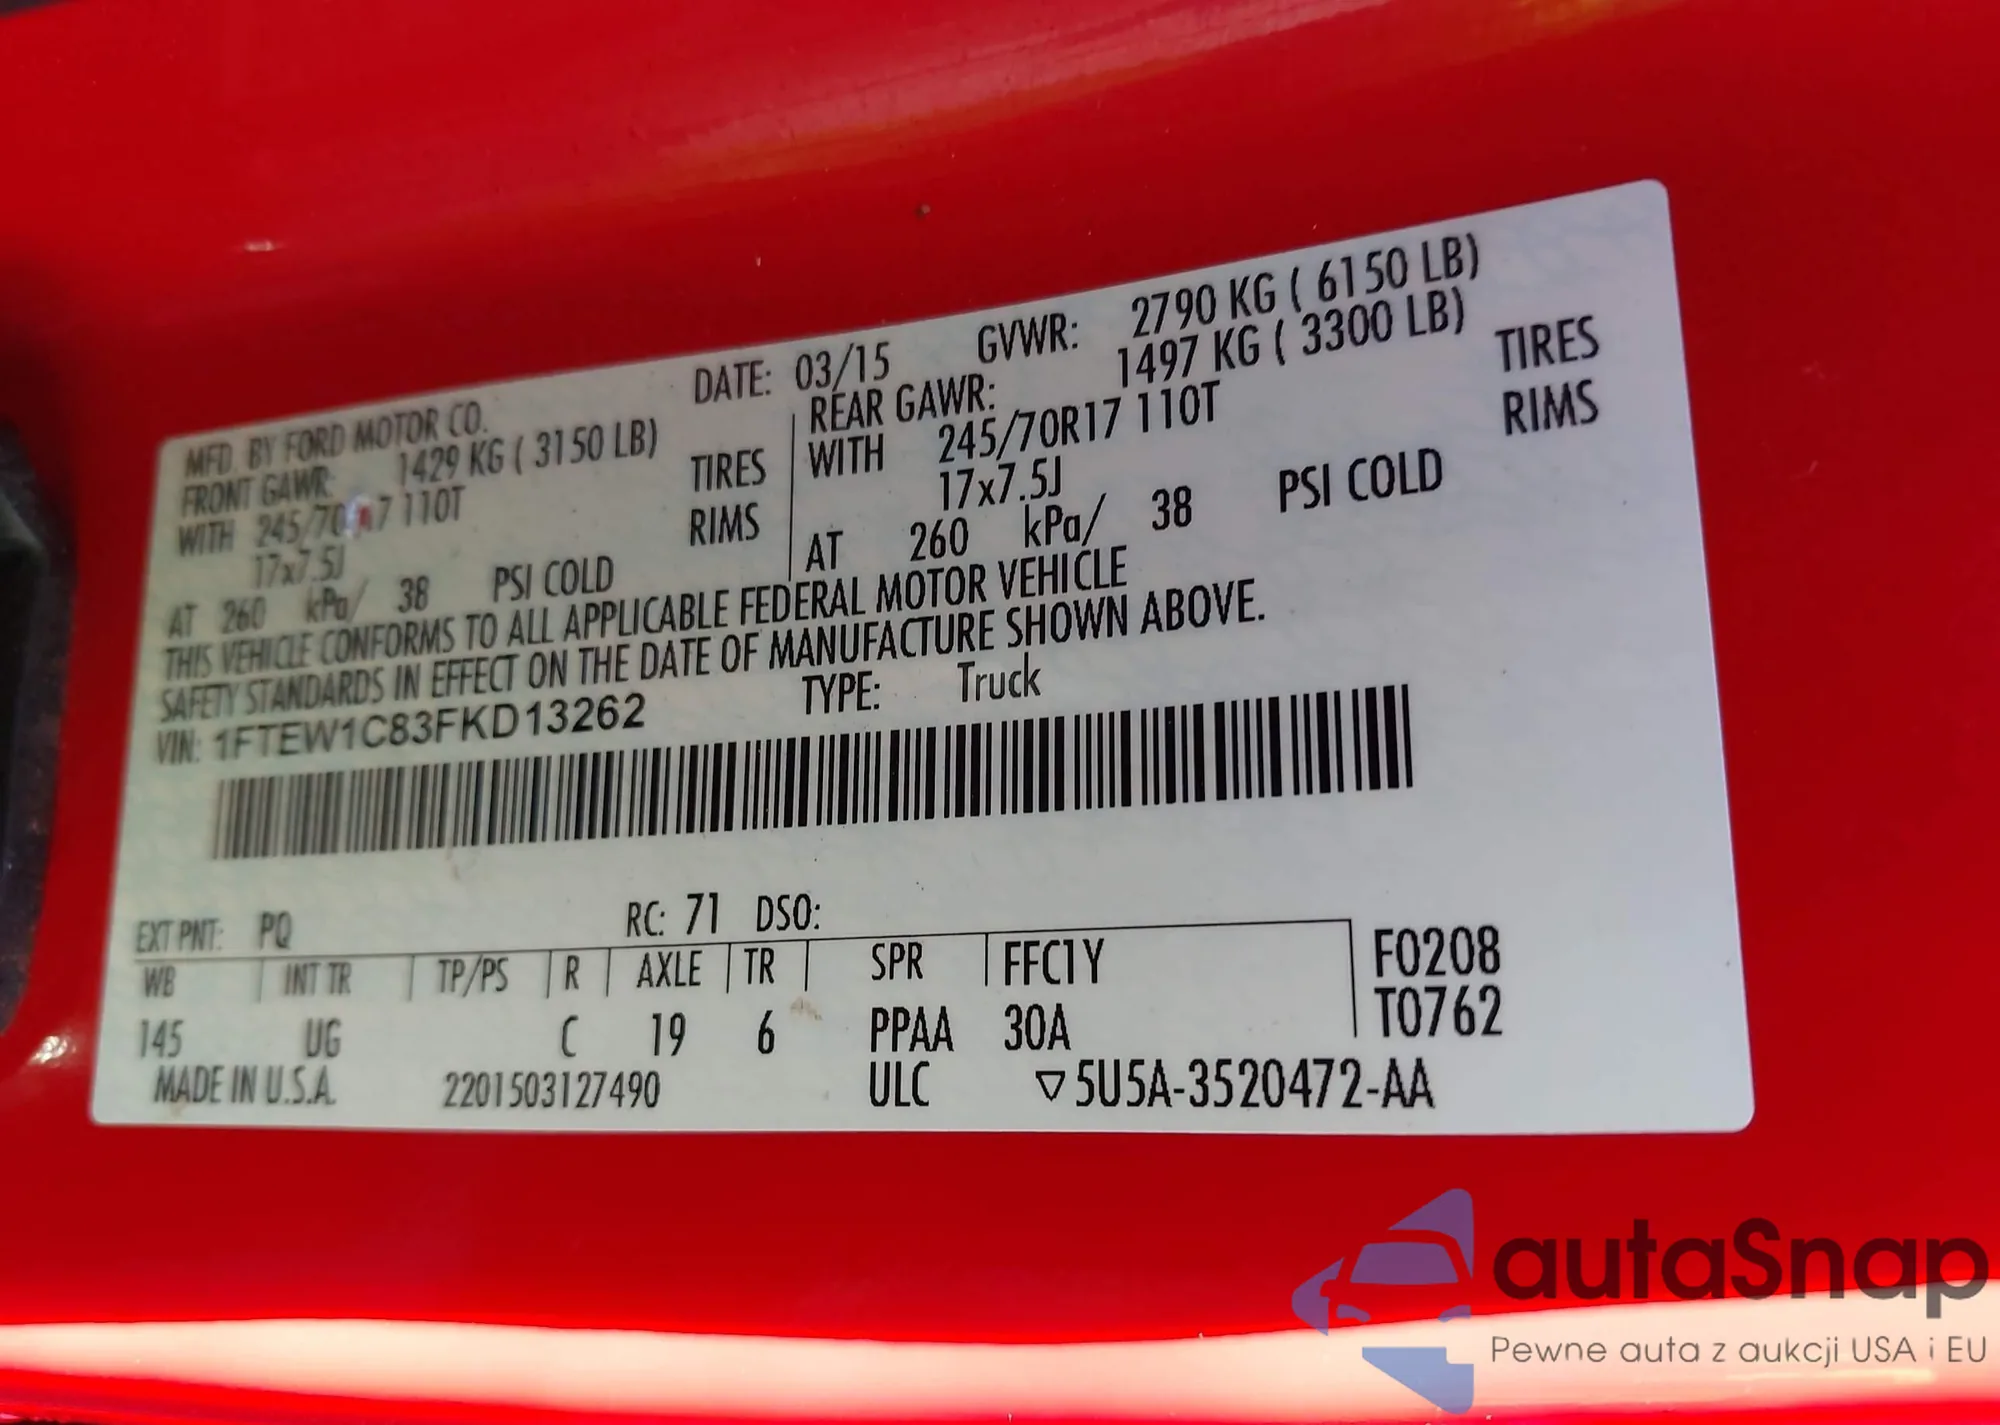 MFD. BY FORD MOTOR CO. DATE: 03/15 GVWR: 2790 KG ( 6150 LB)
FRONT GAWR: 1429 KG ( 3150 LB) REAR GAWR: 1497 KG ( 3300 LB)
WITH 245/70 7 110T TIRES WITH 245/70R17 110T TIRES
17x7.5J RIMS 17x7.5J RIMS
AT 260 kPa/ 38 PSI COLD AT 260 kPa/ 38 PSI COLD
THIS VEHICLE CONFORMS TO ALL APPLICABLE FEDERAL MOTOR VEHICLE
SAFETY STANDARDS IN EFFECT ON THE DATE OF MANUFACTURE SHOWN ABOVE.
VIN: 1FTEW1C83FKD13262 TYPE: Truck
EXT PNT: PQ RC: 71 DSO:
WB INT TR TP/PS R AXLE TR SPR FFC1Y F0208
145 UG C 19 6 PPAA 30A T0762
MADE IN U.S.A. 2201503127490 ULC ▽5U5A-3520472-AA
autaSnap
Pewne auta z aukcji USA i EU